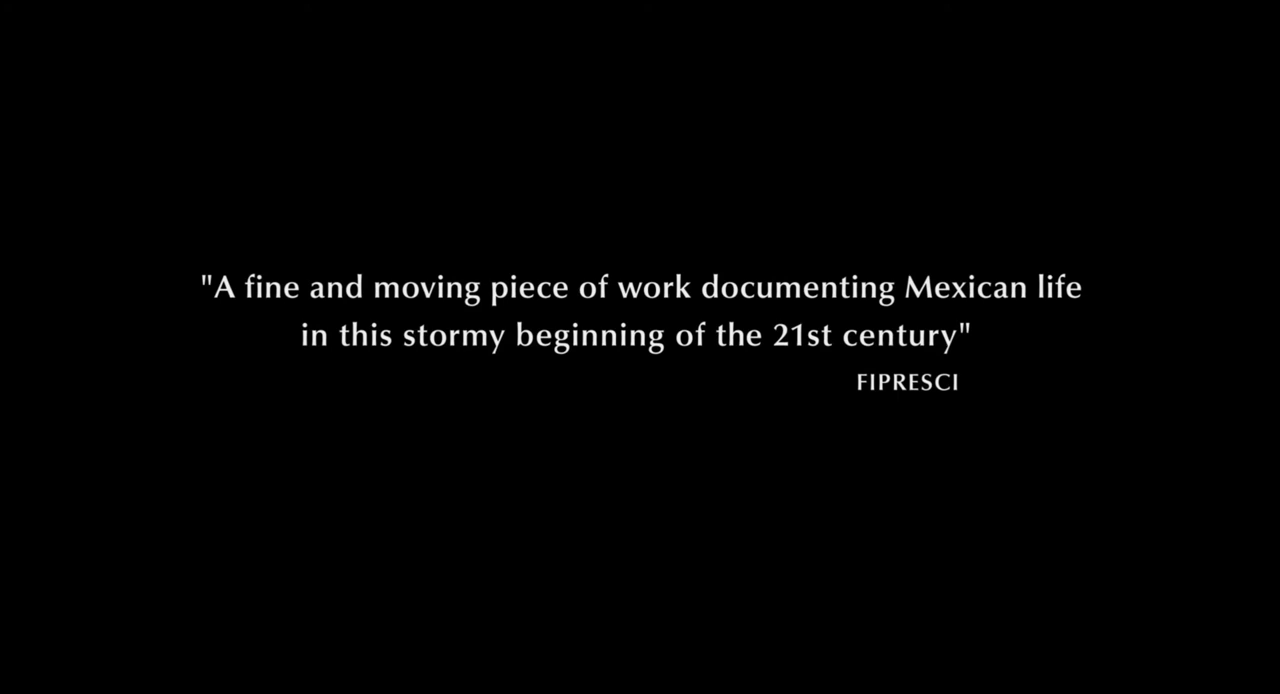 "A fine and moving piece of work documenting Mexican life
in this stormy beginning of the 21st century"
FIPRESCI